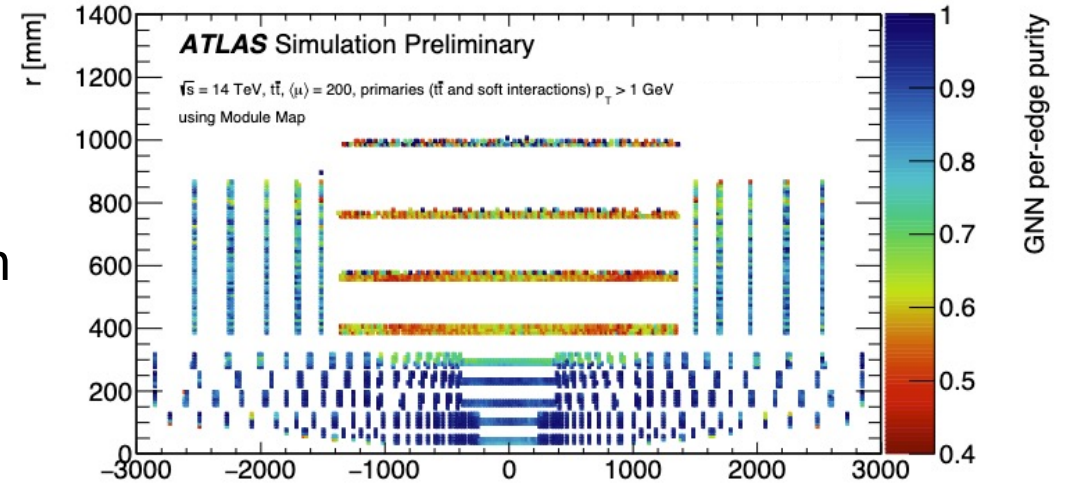 1400
1200
1000
800
600
400
200
0
r [mm]
ATLAS Simulation Preliminary
√s = 14 TeV, tt̄, ⟨μ⟩ = 200, primaries (tt̄ and soft interactions) pT > 1 GeV
using Module Map
n
−3000 −2000 −1000 0 1000 2000 3000
1
0.9
0.8
0.7
0.6
0.5
0.4
GNN per-edge purity